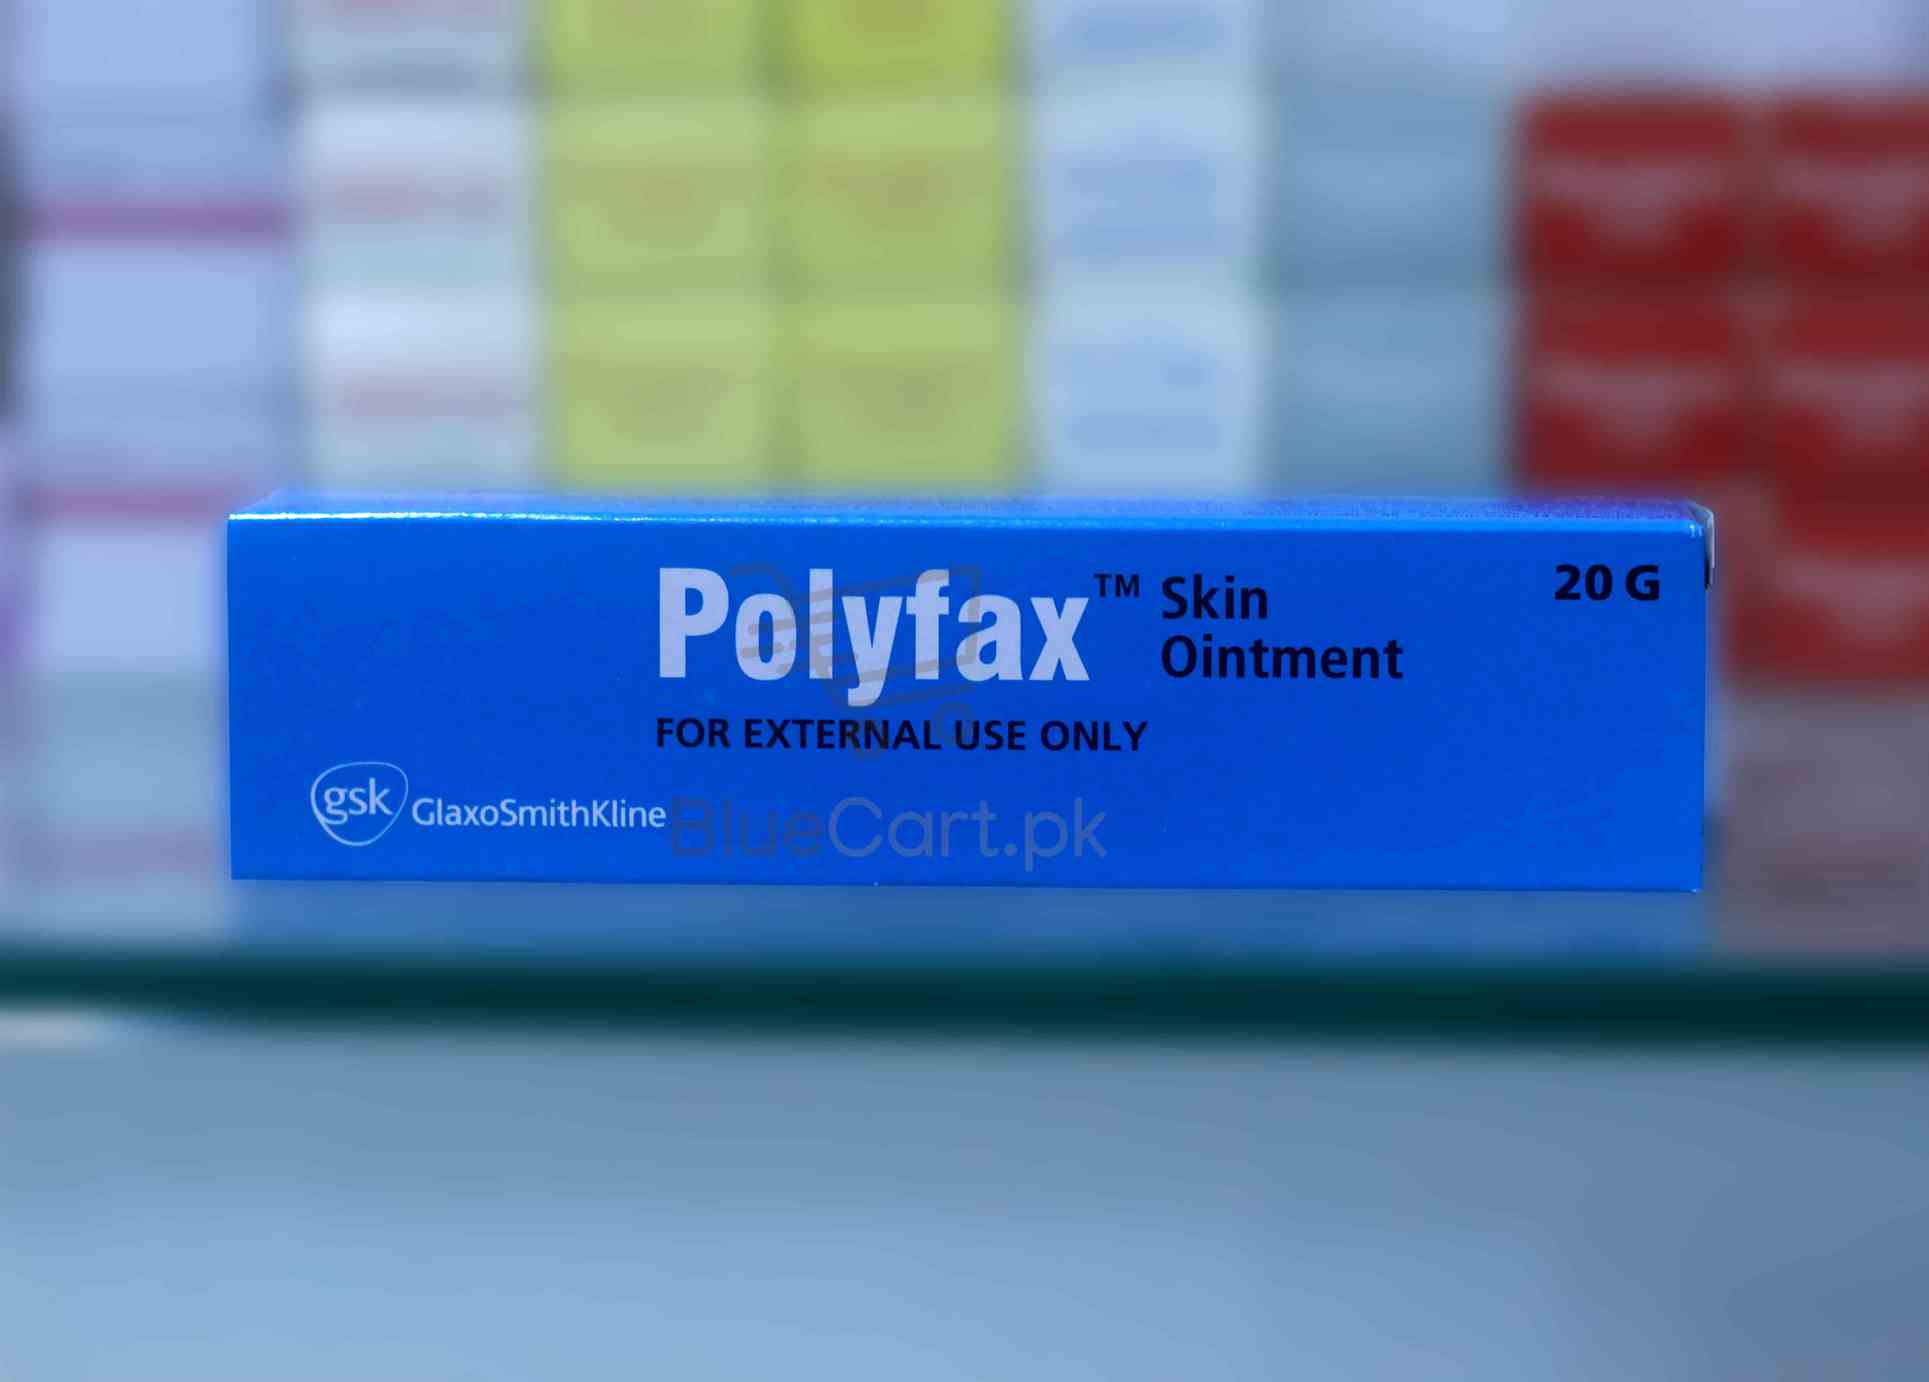 Polyfax™ Skin Ointment
20 G
FOR EXTERNAL USE ONLY
gsk GlaxoSmithKline
BlueCart.pk